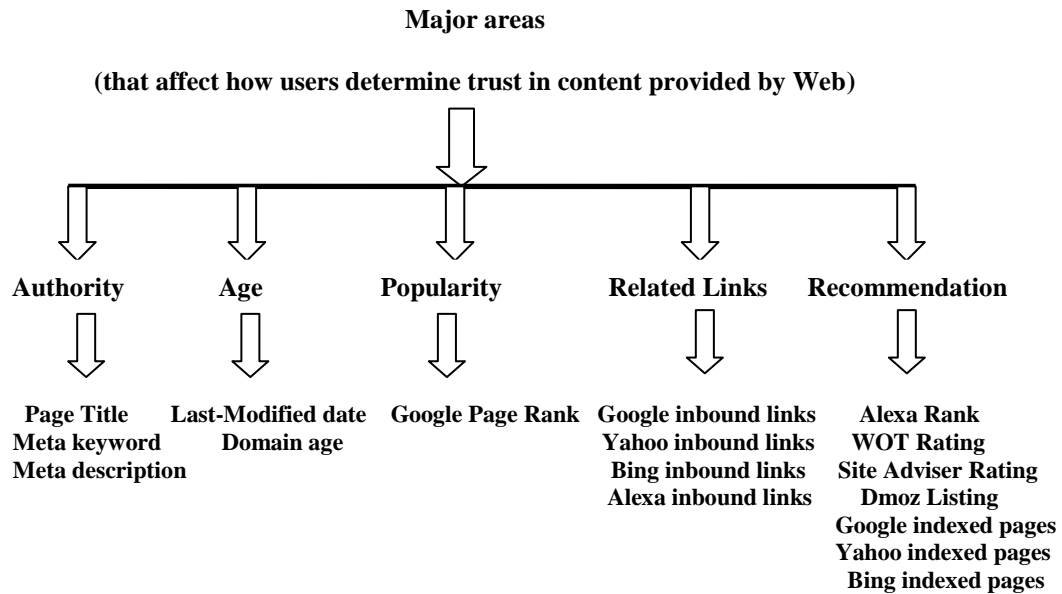 Major areas
(that affect how users determine trust in content provided by Web)
Authority Age Popularity Related Links Recommendation
Page Title Last-Modified date Google Page Rank Google inbound links Alexa Rank
Meta keyword Domain age Yahoo inbound links WOT Rating
Meta description Bing inbound links Site Adviser Rating
Alexa inbound links Dmoz Listing
Google indexed pages
Yahoo indexed pages
Bing indexed pages